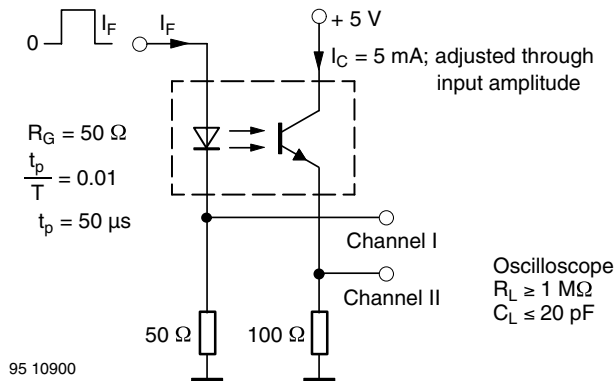 I_F
0
I_F
+ 5 V
I_C = 5 mA; adjusted through
input amplitude
R_G = 50 Ω
t_p
T
= 0.01
t_p = 50 µs
Channel I
Channel II
Oscilloscope
R_L ≥ 1 MΩ
C_L ≤ 20 pF
50 Ω
100 Ω
95 10900